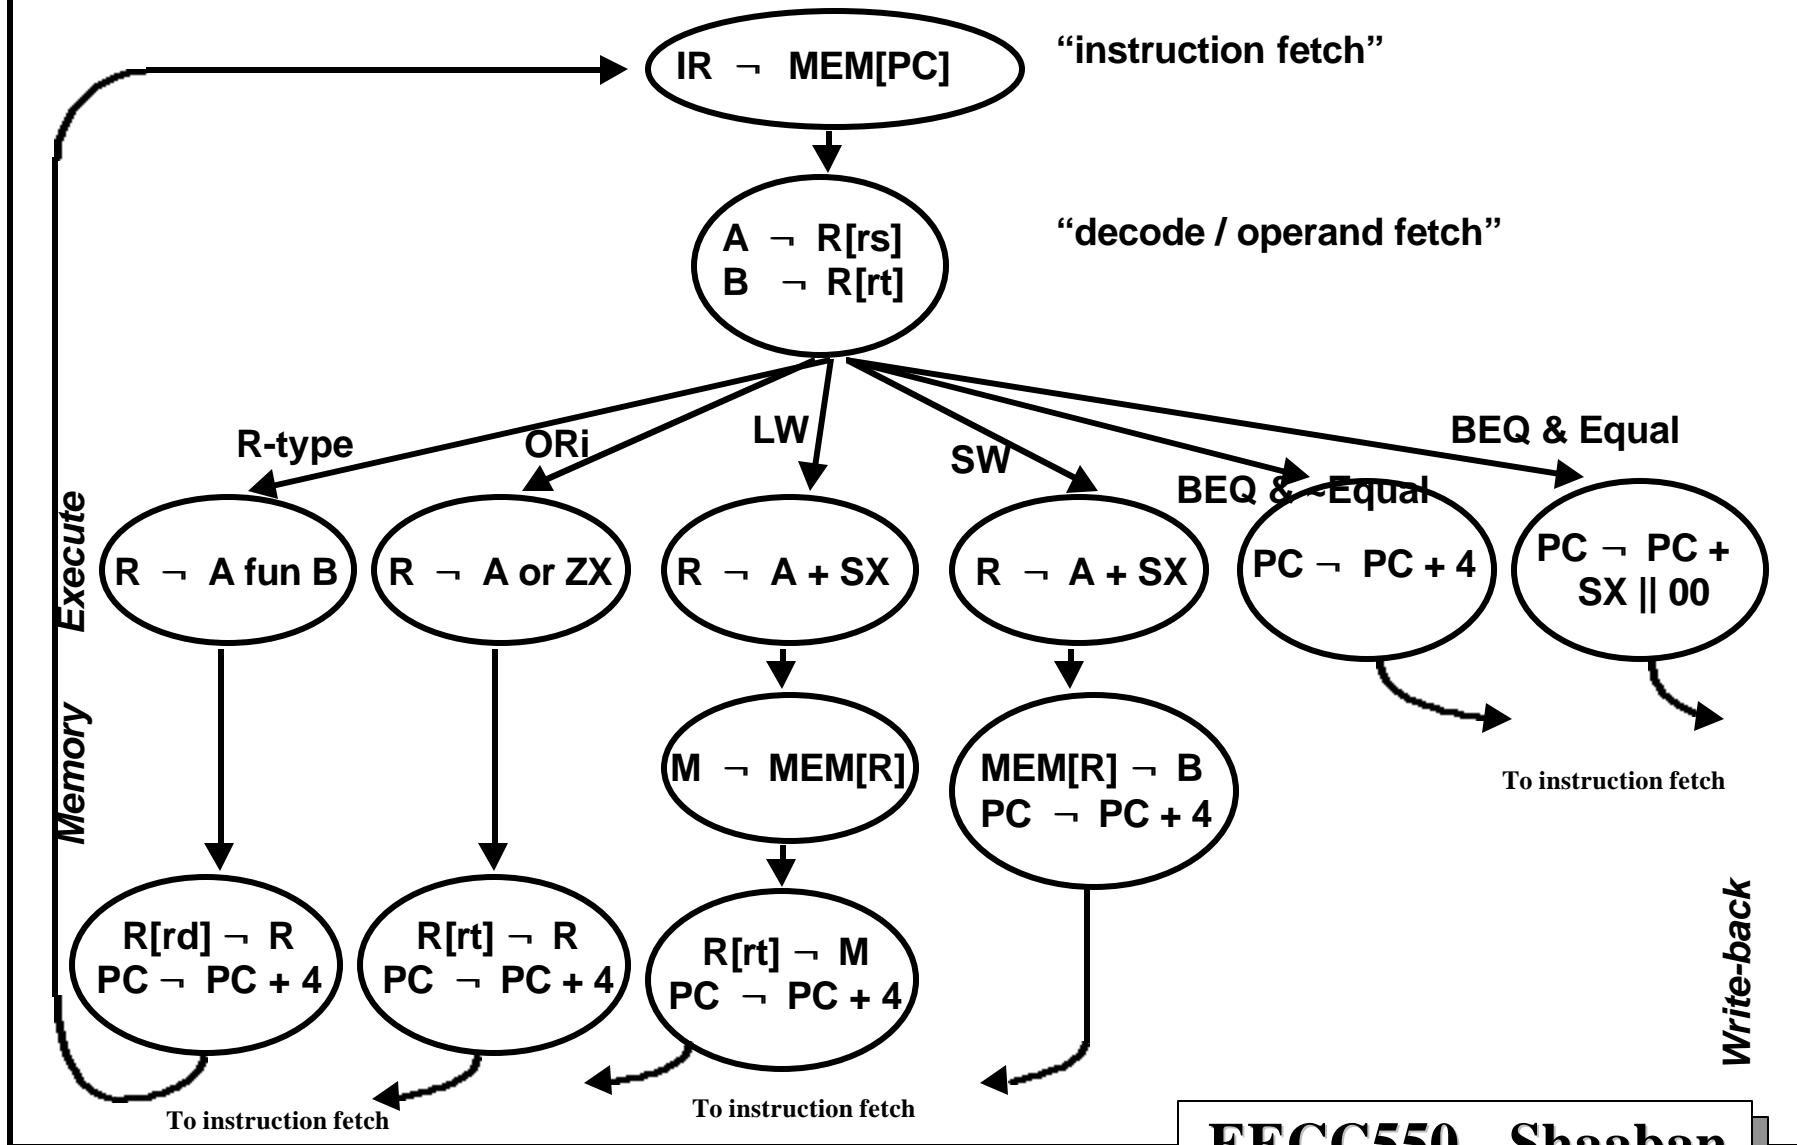 IR ¬ MEM[PC]
“instruction fetch”
A ¬ R[rs]
B ¬ R[rt]
“decode / operand fetch”
R-type
ORi
LW
SW
BEQ & ~Equal
BEQ & Equal
Execute
R ¬ A fun B
R ¬ A or ZX
R ¬ A + SX
R ¬ A + SX
PC ¬ PC + 4
PC ¬ PC +
SX || 00
Memory
M ¬ MEM[R]
MEM[R] ¬ B
PC ¬ PC + 4
To instruction fetch
Write-back
R[rd] ¬ R
PC ¬ PC + 4
R[rt] ¬ R
PC ¬ PC + 4
R[rt] ¬ M
PC ¬ PC + 4
To instruction fetch
To instruction fetch
EECC550 - Shaaban